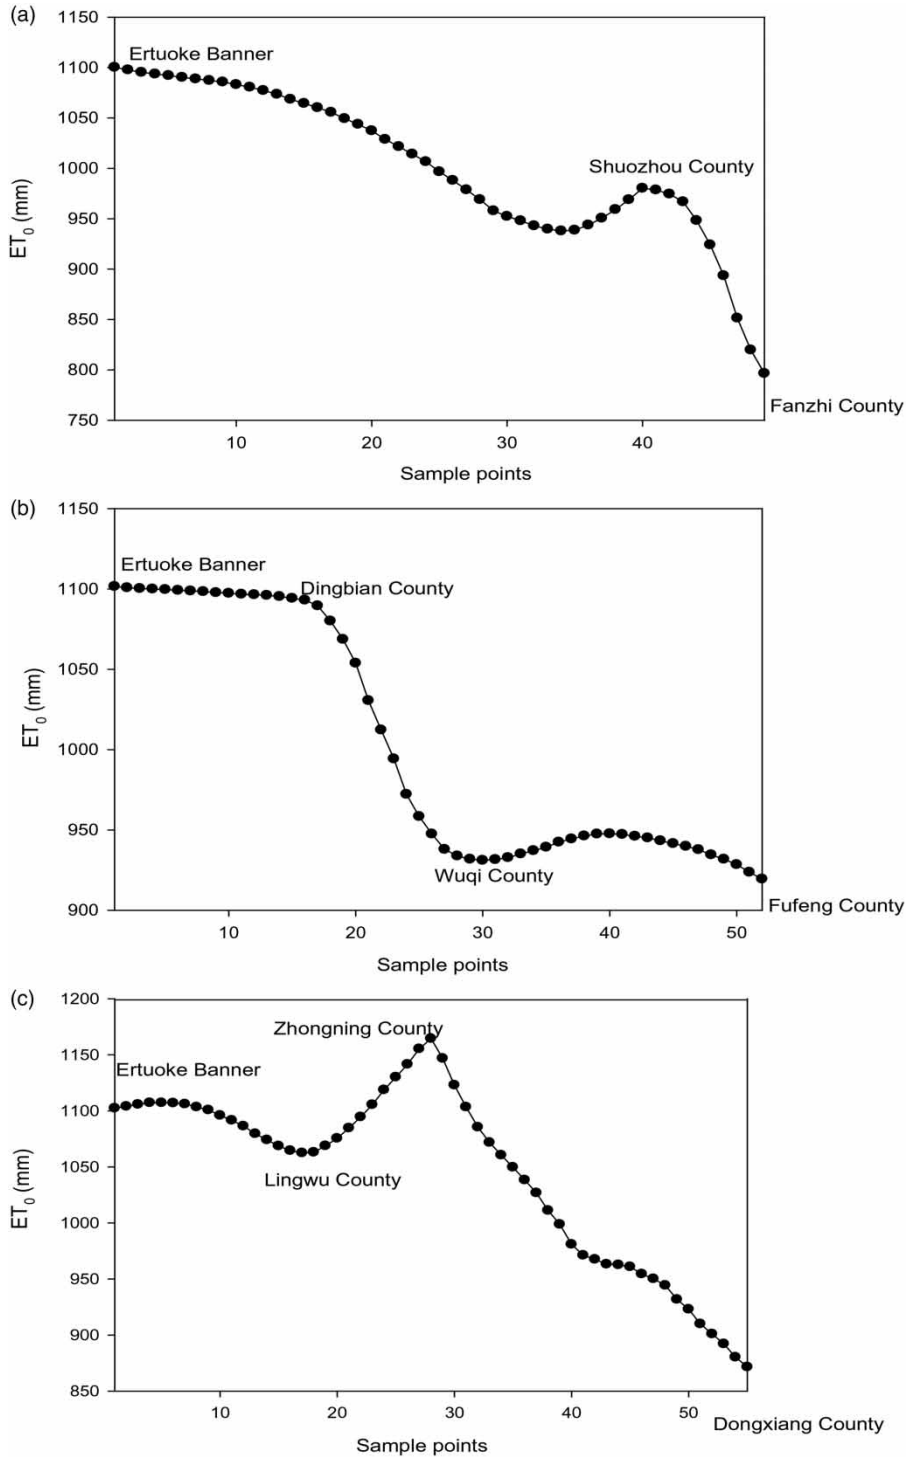 (a)
1150
Ertuoke Banner
1100
1050
Shuozhou County
1000
ET0 (mm)
950
900
850
800
Fanzhi County
750
10 20 30 40
Sample points
(b)
1150
Ertuoke Banner
1100
Dingbian County
1050
ET0 (mm)
1000
950
Wuqi County
900
Fufeng County
10 20 30 40 50
Sample points
(c)
1200
Zhongning County
1150
Ertuoke Banner
1100
1050
Lingwu County
ET0 (mm)
1000
950
900
850
10 20 30 40 50
Dongxiang County
Sample points